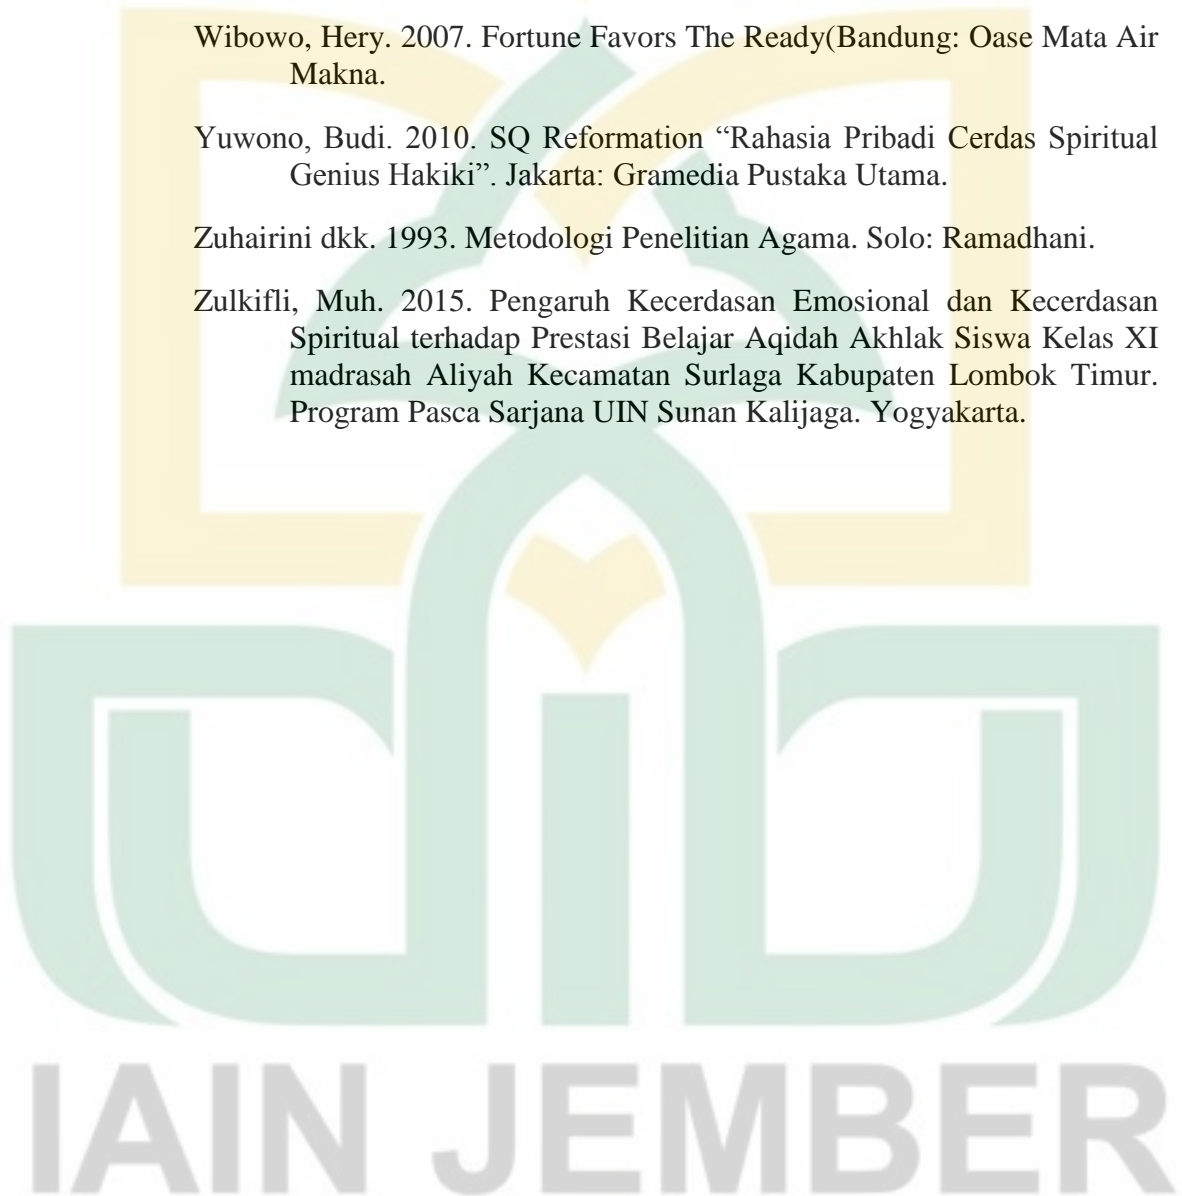 Wibowo, Hery. 2007. Fortune Favors The Ready(Bandung: Oase Mata Air
Makna.
Yuwono, Budi. 2010. SQ Reformation “Rahasia Pribadi Cerdas Spiritual
Genius Hakiki”. Jakarta: Gramedia Pustaka Utama.
Zuhairini dkk. 1993. Metodologi Penelitian Agama. Solo: Ramadhani.
Zulkifli, Muh. 2015. Pengaruh Kecerdasan Emosional dan Kecerdasan
Spiritual terhadap Prestasi Belajar Aqidah Akhlak Siswa Kelas XI
madrasah Aliyah Kecamatan Surlaga Kabupaten Lombok Timur.
Program Pasca Sarjana UIN Sunan Kalijaga. Yogyakarta.
IAIN JEMBER